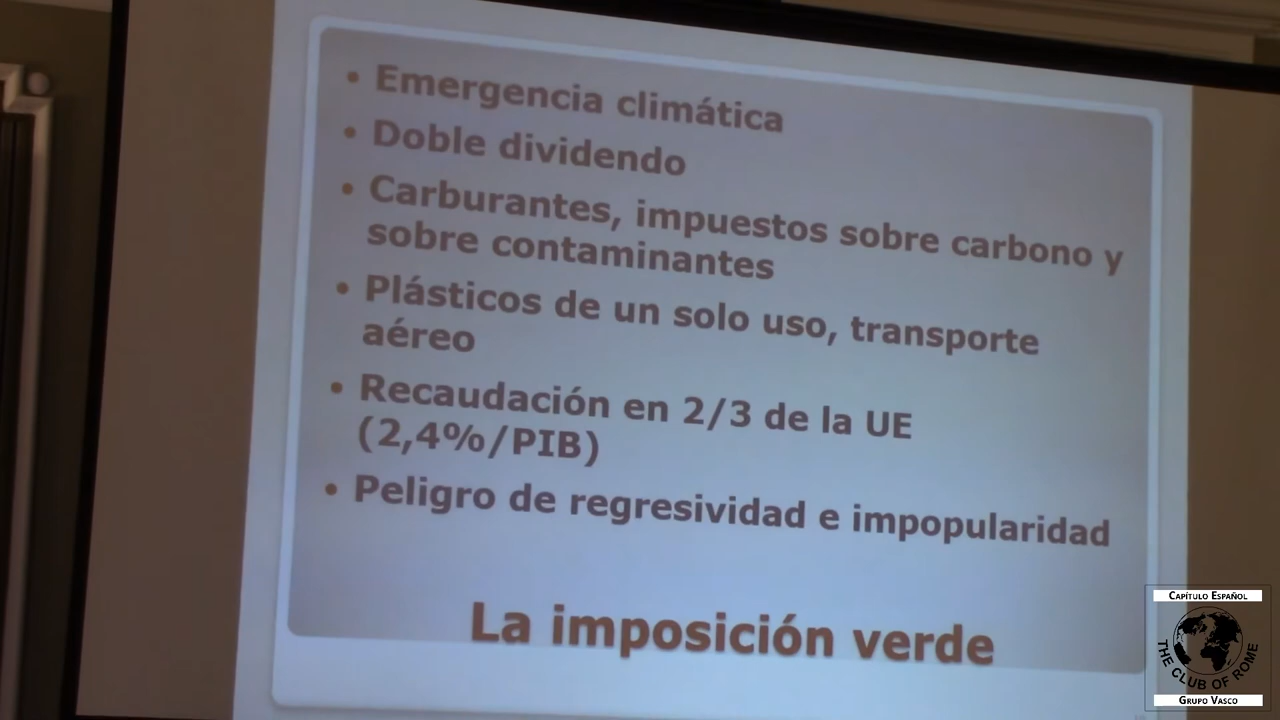 • Emergencia climática
• Doble dividendo
• Carburantes, impuestos sobre carbono y
sobre contaminantes
• Plásticos de un solo uso, transporte
aéreo
• Recaudación en 2/3 de la UE
(2,4%/PIB)
• Peligro de regresividad e impopularidad
La imposición verde
Capítulo Español
THE CLUB OF ROME
Grupo Vasco